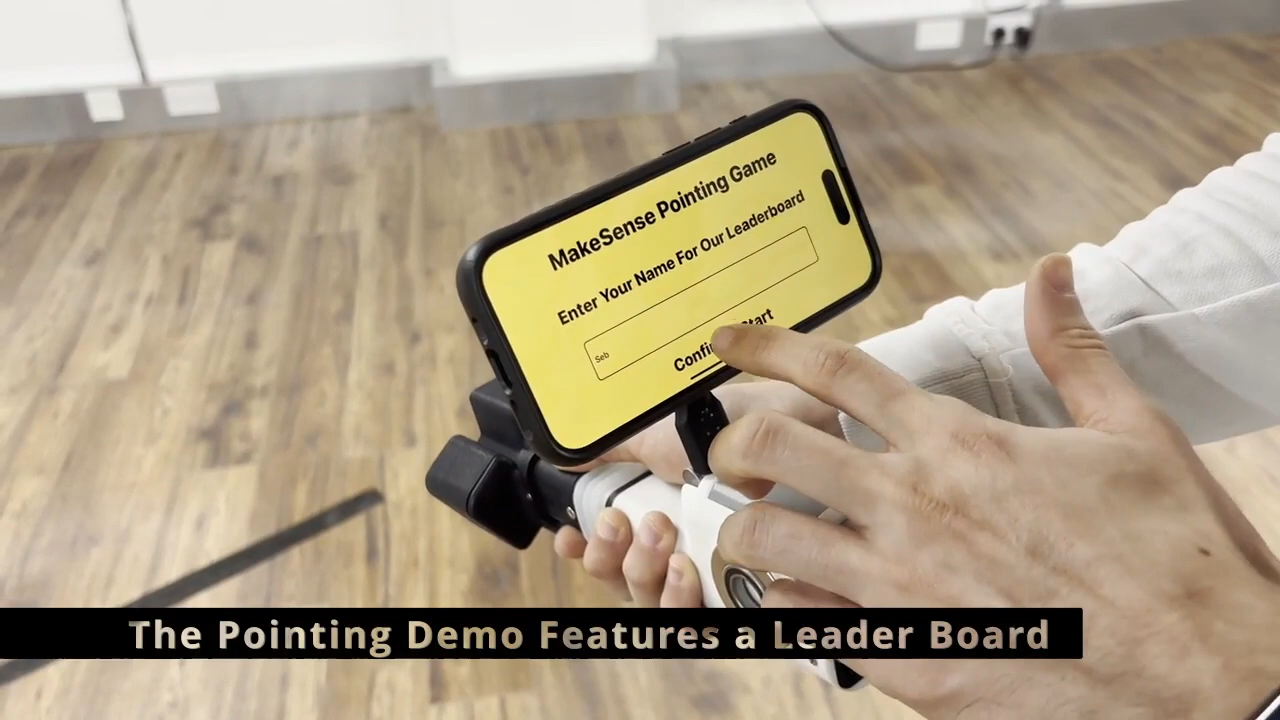 MakeSense Pointing Game
Enter Your Name For Our Leaderboard
Seb
The Pointing Demo Features a Leader Board